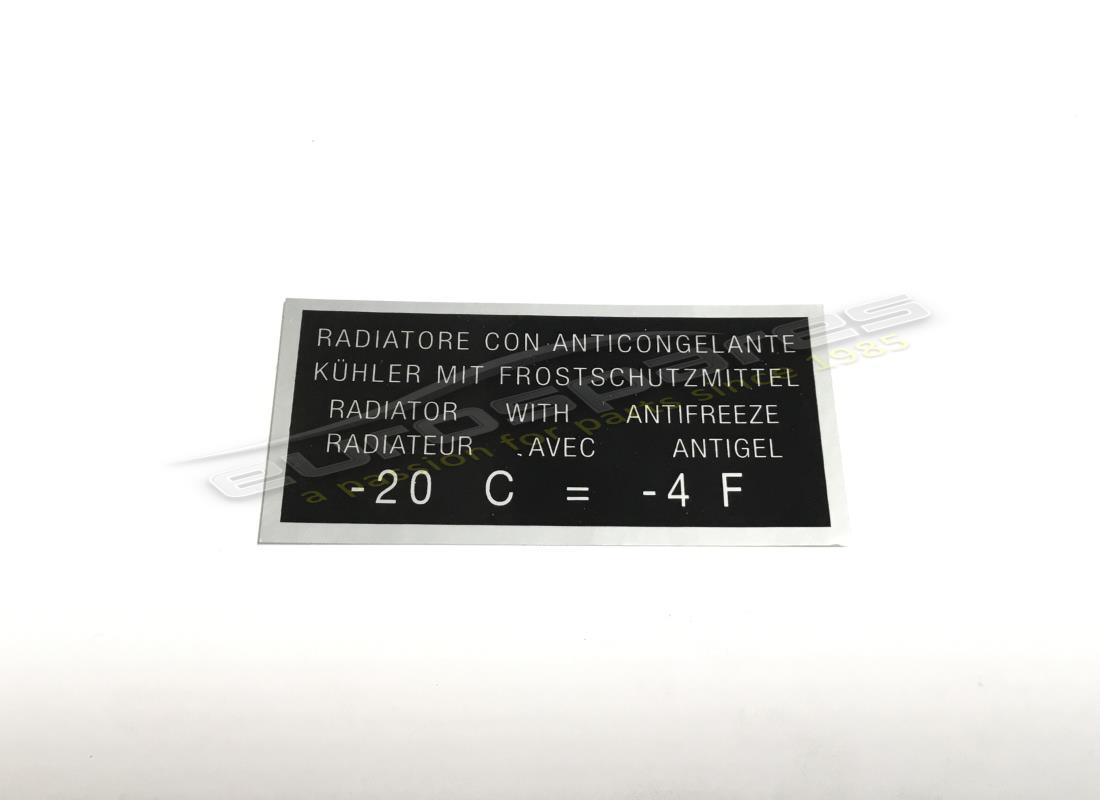 RADIATORE CON ANTICONGELANTE
KÜHLER MIT FROSTSCHUTZMITTEL
RADIATOR WITH ANTIFREEZE
RADIATEUR AVEC ANTIGEL
-20 C = -4 F
eurospares
a passion for parts since 1985